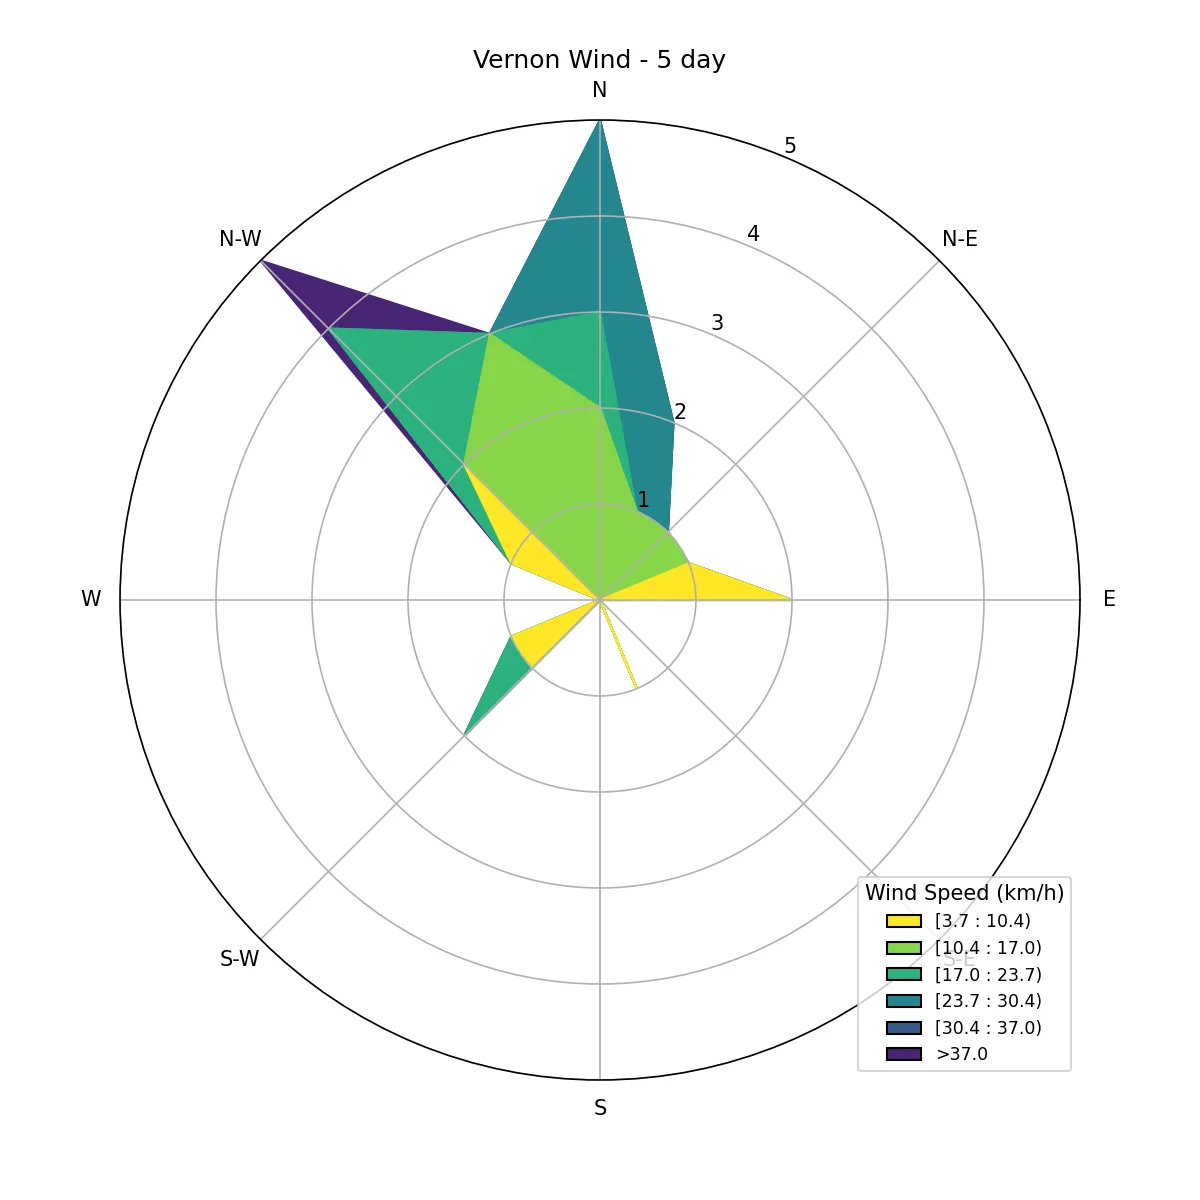 Vernon Wind - 5 day
N
5
N-W
4
N-E
3
2
1
W
E
Wind Speed (km/h)
[3.7 : 10.4)
[10.4 : 17.0)
S-W
S-E
[17.0 : 23.7)
[23.7 : 30.4)
[30.4 : 37.0)
>37.0
S